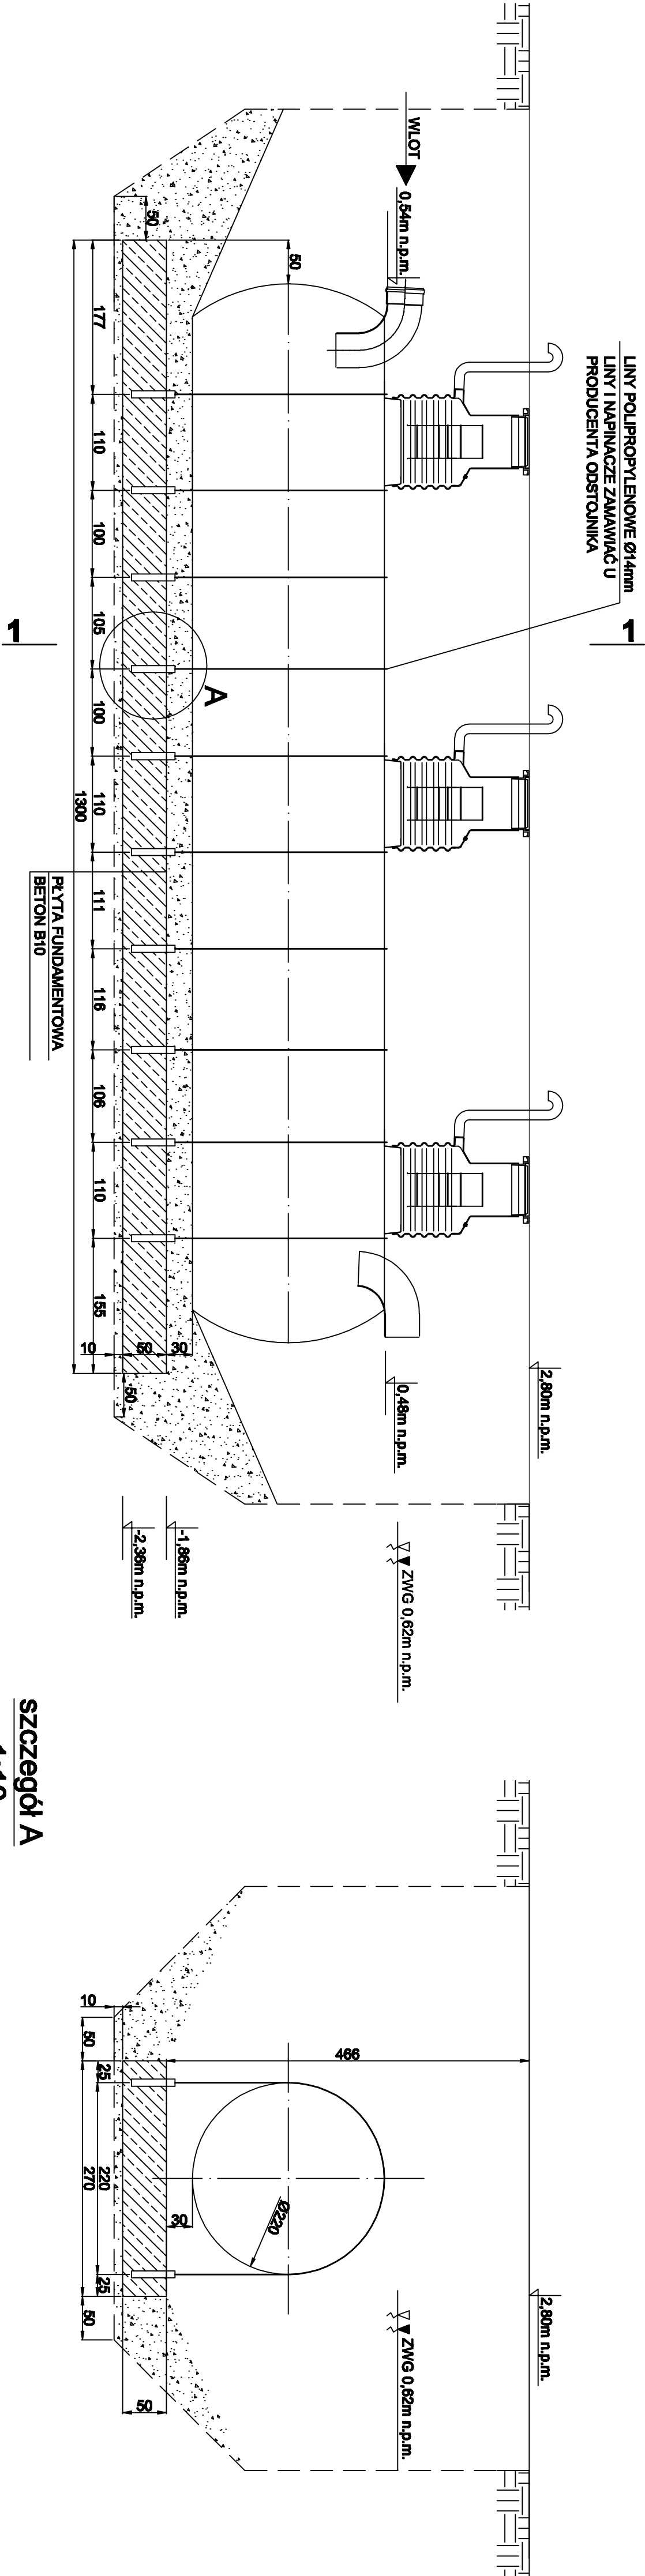 LINY POLIPROPYLENOWE Ø14mm
LINY I NAPINACZE ZAMAWIAĆ U
PRODUCENTA ODSTOJNIKA
1
1
WLOT
0,54m n.p.m.
2,80m n.p.m.
0,48m n.p.m.
ZWG 0,62m n.p.m.
-1,86m n.p.m.
-2,36m n.p.m.
50
50
A
10
50
30
50
177
110
100
105
100
110
111
116
106
110
155
1300
PŁYTA FUNDAMENTOWA
BETON B10
2,80m n.p.m.
ZWG 0,62m n.p.m.
466
Ø220
30
10
50
25
220
25
50
270
50
szczegół A